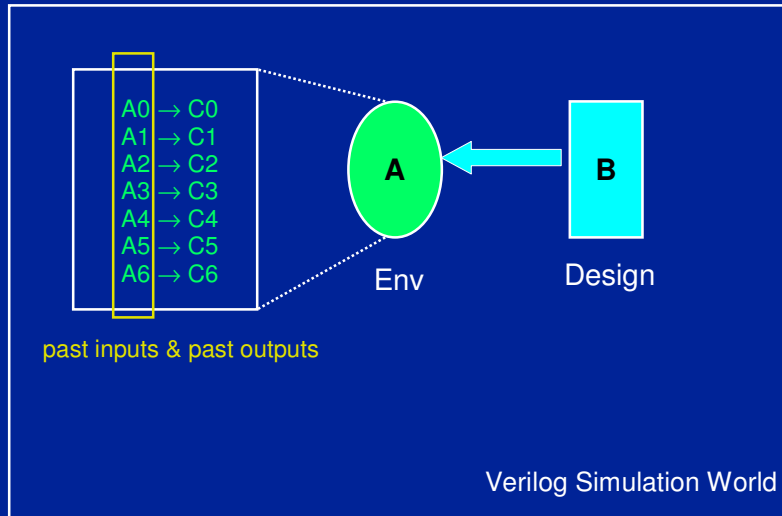 A0 → C0
A1 → C1
A2 → C2
A3 → C3
A4 → C4
A5 → C5
A6 → C6
past inputs & past outputs
A
Env
B
Design
Verilog Simulation World